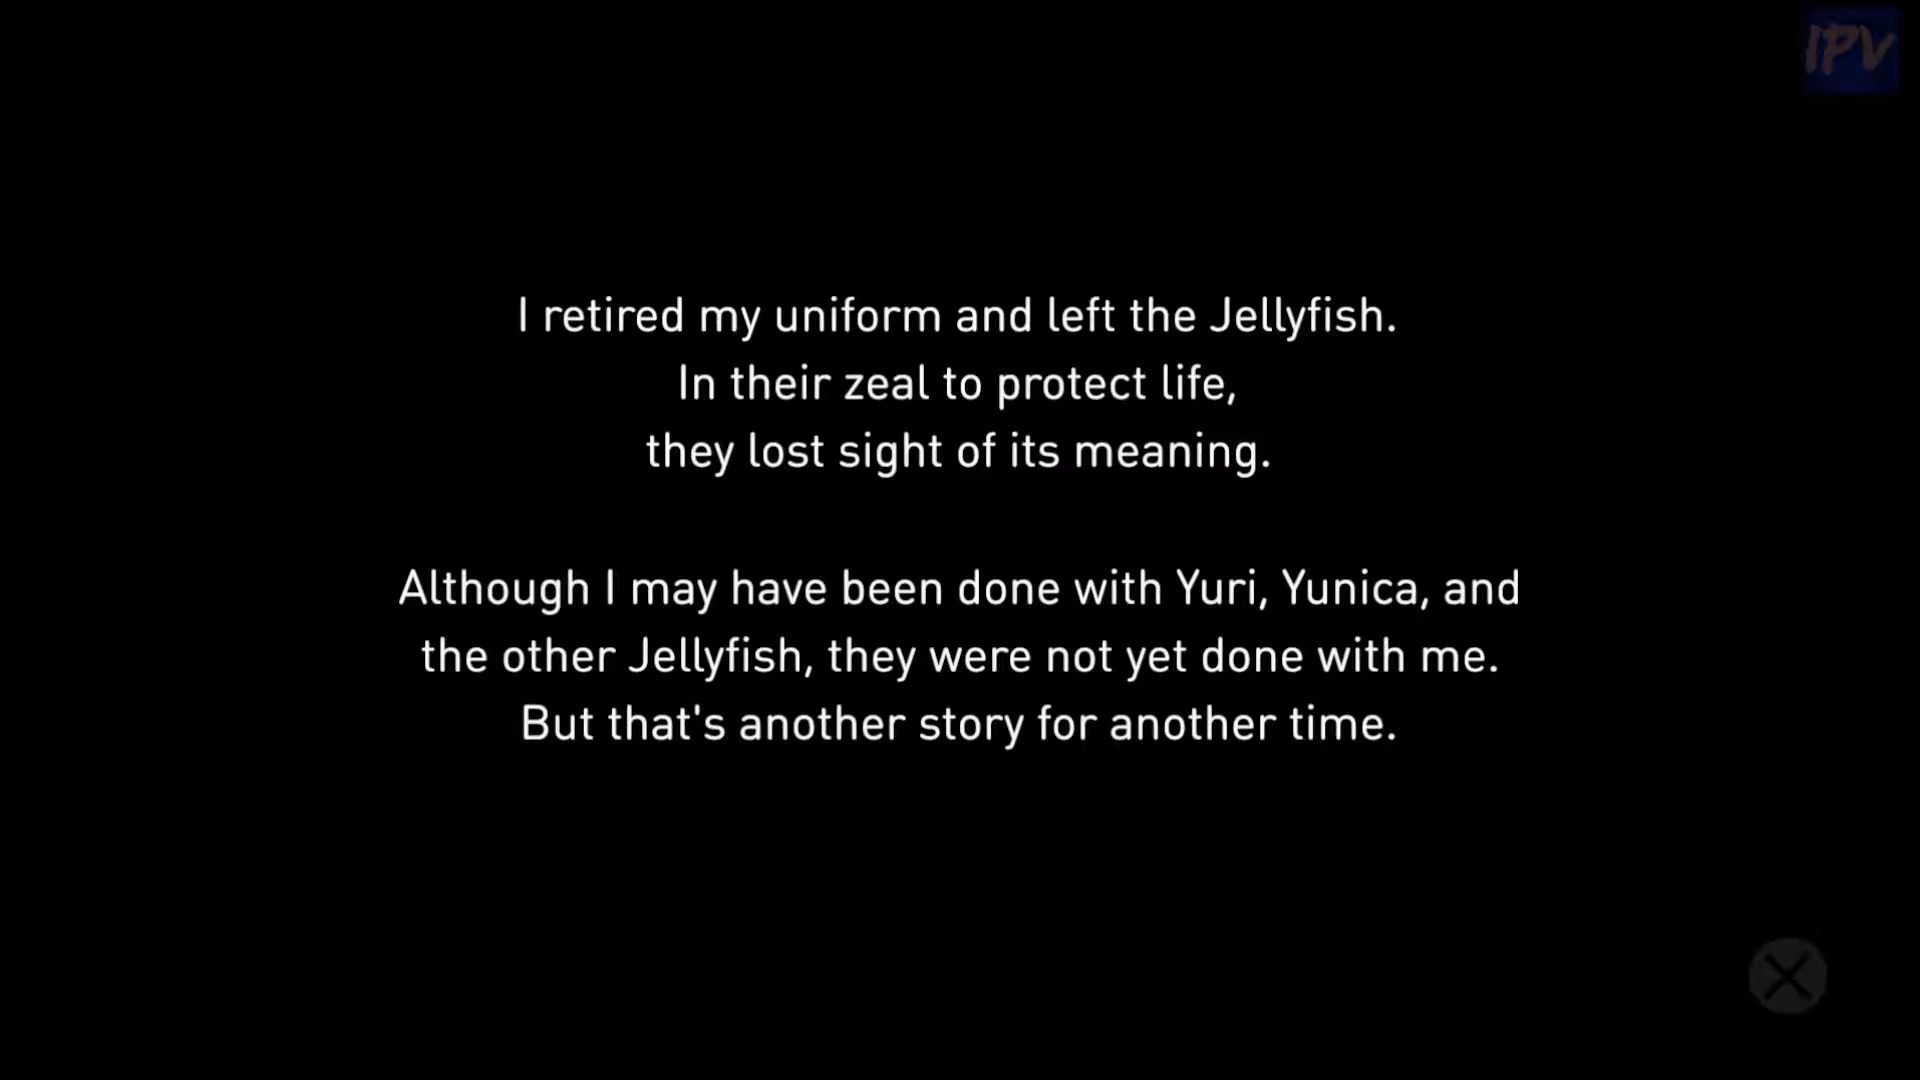 IPV
I retired my uniform and left the Jellyfish.
In their zeal to protect life,
they lost sight of its meaning.
Although I may have been done with Yuri, Yunica, and
the other Jellyfish, they were not yet done with me.
But that's another story for another time.